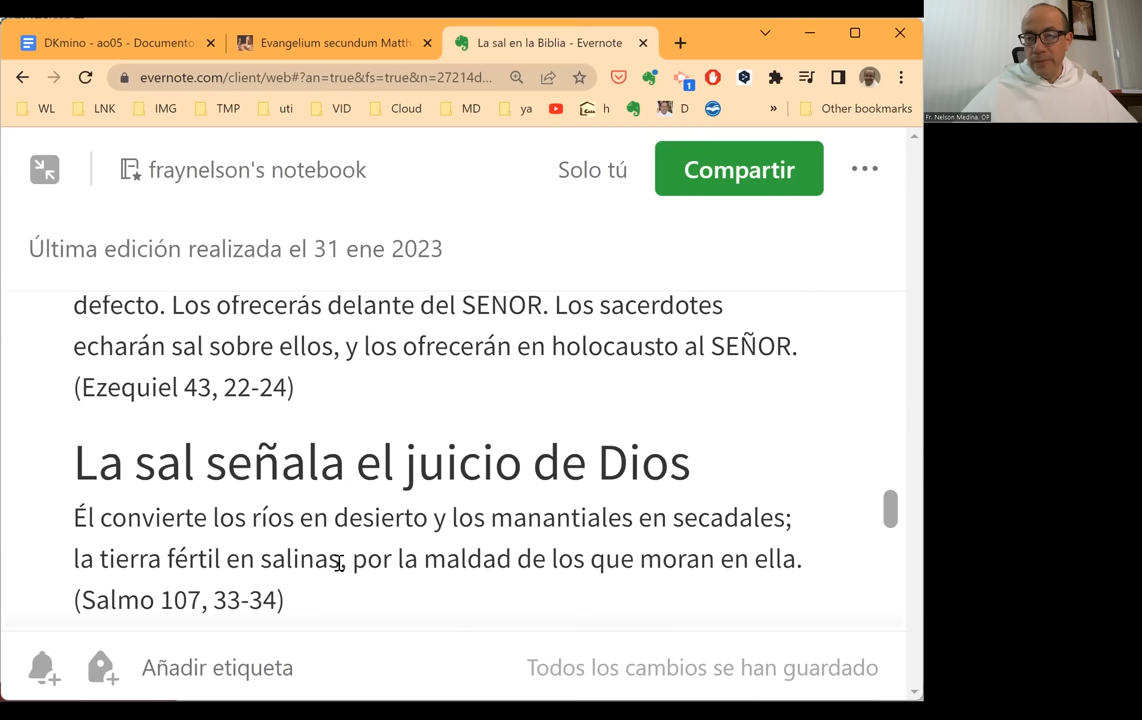 DKmino - ao05 - Documento
Evangelium secundum Matth
La sal en la Biblia - Evernote
evernote.com/client/web#?an=true&fs=true&n=27214d...
1
WL LNK IMG TMP uti VID Cloud MD ya h D » Other bookmarks
Fr. Nelson Medina, OP
fraynelson's notebook
Solo tú
Compartir
Última edición realizada el 31 ene 2023
defecto. Los ofrecerás delante del SEÑOR. Los sacerdotes
echarán sal sobre ellos, y los ofrecerán en holocausto al SEÑOR.
(Ezequiel 43, 22-24)
La sal señala el juicio de Dios
Él convierte los ríos en desierto y los manantiales en secadales;
la tierra fértil en salinas, por la maldad de los que moran en ella.
(Salmo 107, 33-34)
Añadir etiqueta
Todos los cambios se han guardado